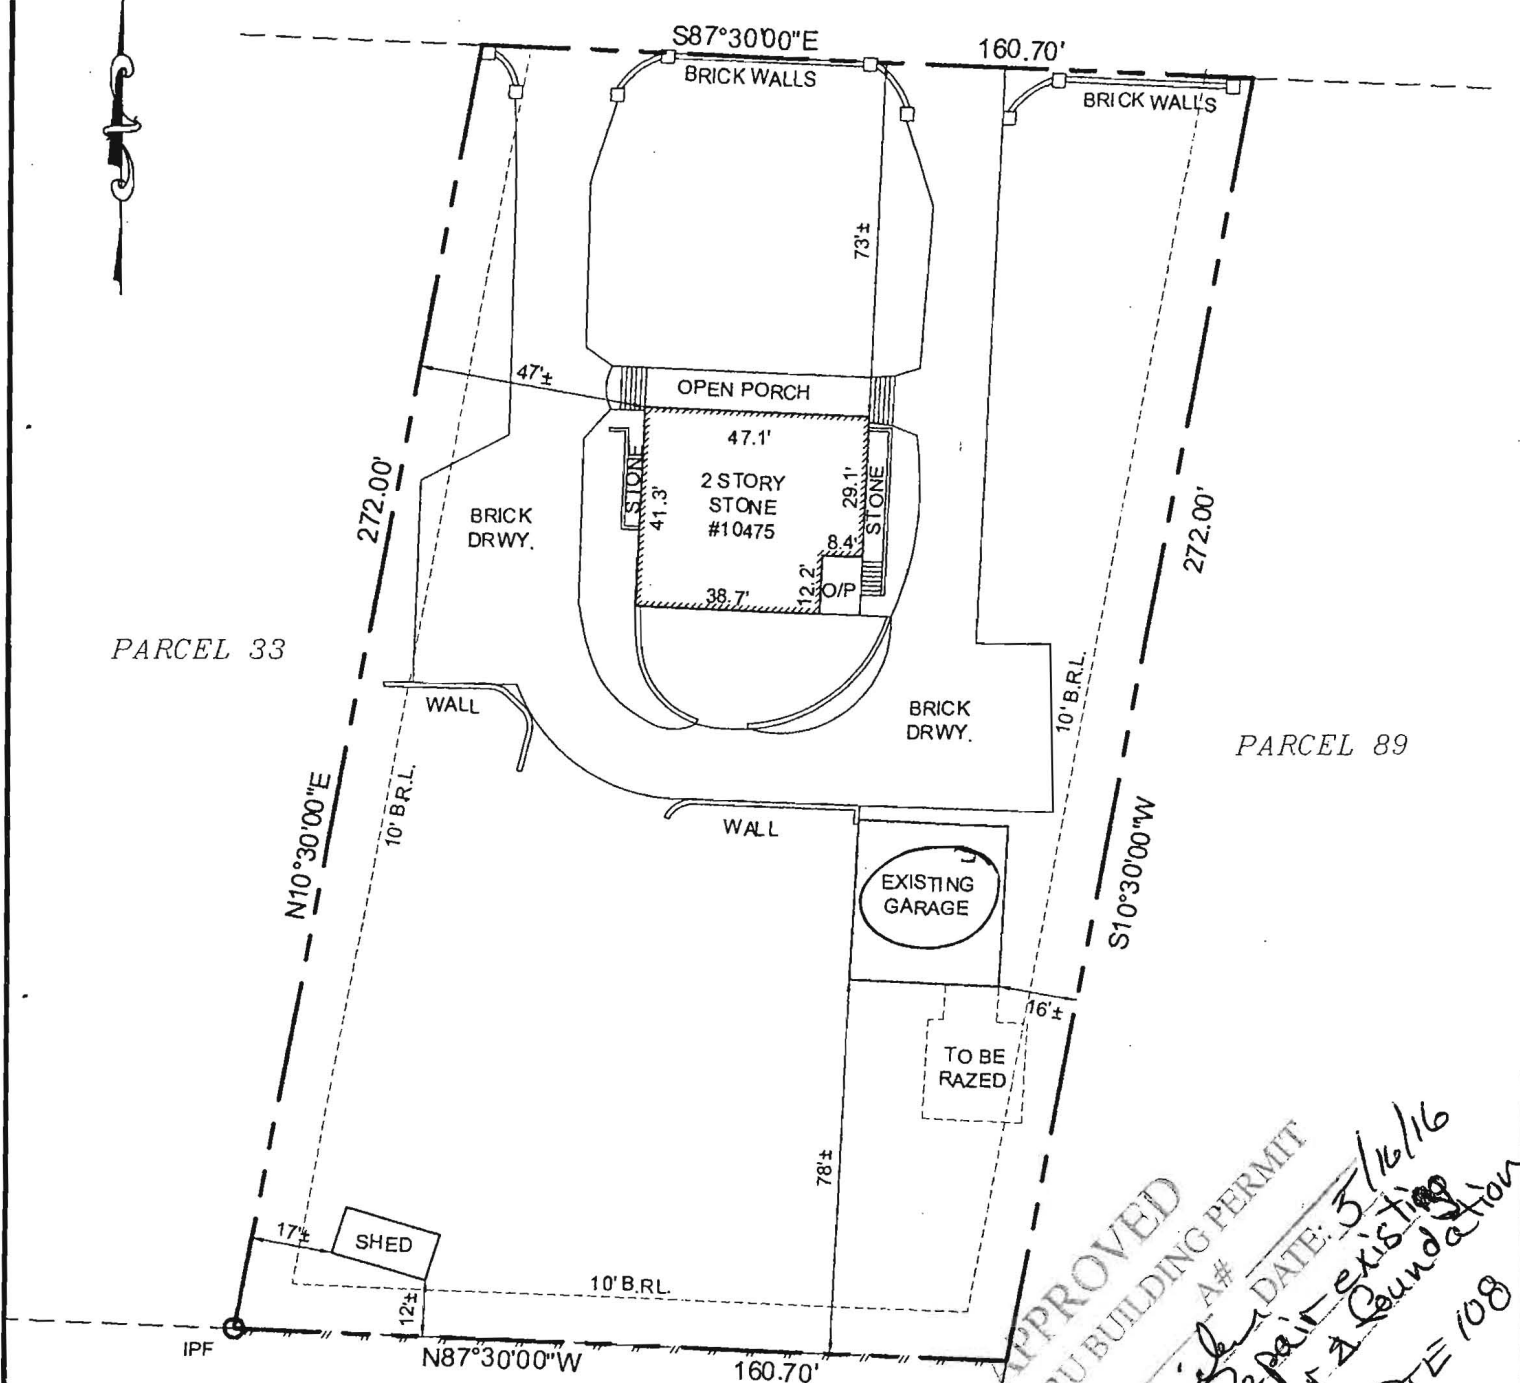 S87°30'00"E
160.70'
BRICK WALLS
BRICK WALLS
73'±
47'±
OPEN PORCH
47.1'
2 STORY
STONE
#10475
STONE
41.3'
29.1'
STONE
8.4'
12.2'
O/P
38.7'
272.00'
272.00'
BRICK
DRWY.
PARCEL 33
WALL
10' B.R.L.
BRICK
DRWY.
PARCEL 89
10' B.R.L.
N10°30'00"E
WALL
S10°30'00"W
EXISTING
GARAGE
16'±
TO BE
RAZED
78'±
17'±
SHED
12'±
10' B.RL.
IPF
N87°30'00"W
160.70'
APPROVED
BUILDING PERMIT
A#
DATE: 3/16/16
repair existing
foundation
108